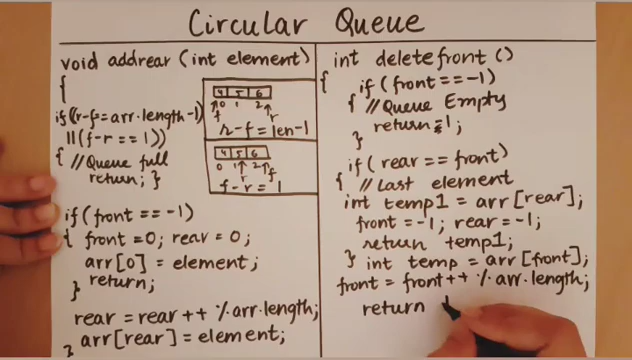 Circular Queue
void addrear (int element)
{
if(r-f=arr.length-1)
||(f-r==1))
{ //Queue full
return; }
4 5 6
0 1 2
f r
r-f=len-1
4 5 6
0 1 2
r f
f-r=1
if(front==-1)
{ front=0; rear=0;
arr[0]=element;
return;
}
rear=rear++ %arr.length;
arr[rear]=element;
}
int deletefront ()
{ if(front==-1)
{ //Queue Empty
return -1;
}
if(rear==front)
{ //Last element
int temp1=arr[rear];
front=-1; rear=-1;
return temp1;
} int temp=arr[front];
front=front++ %arr.length;
return